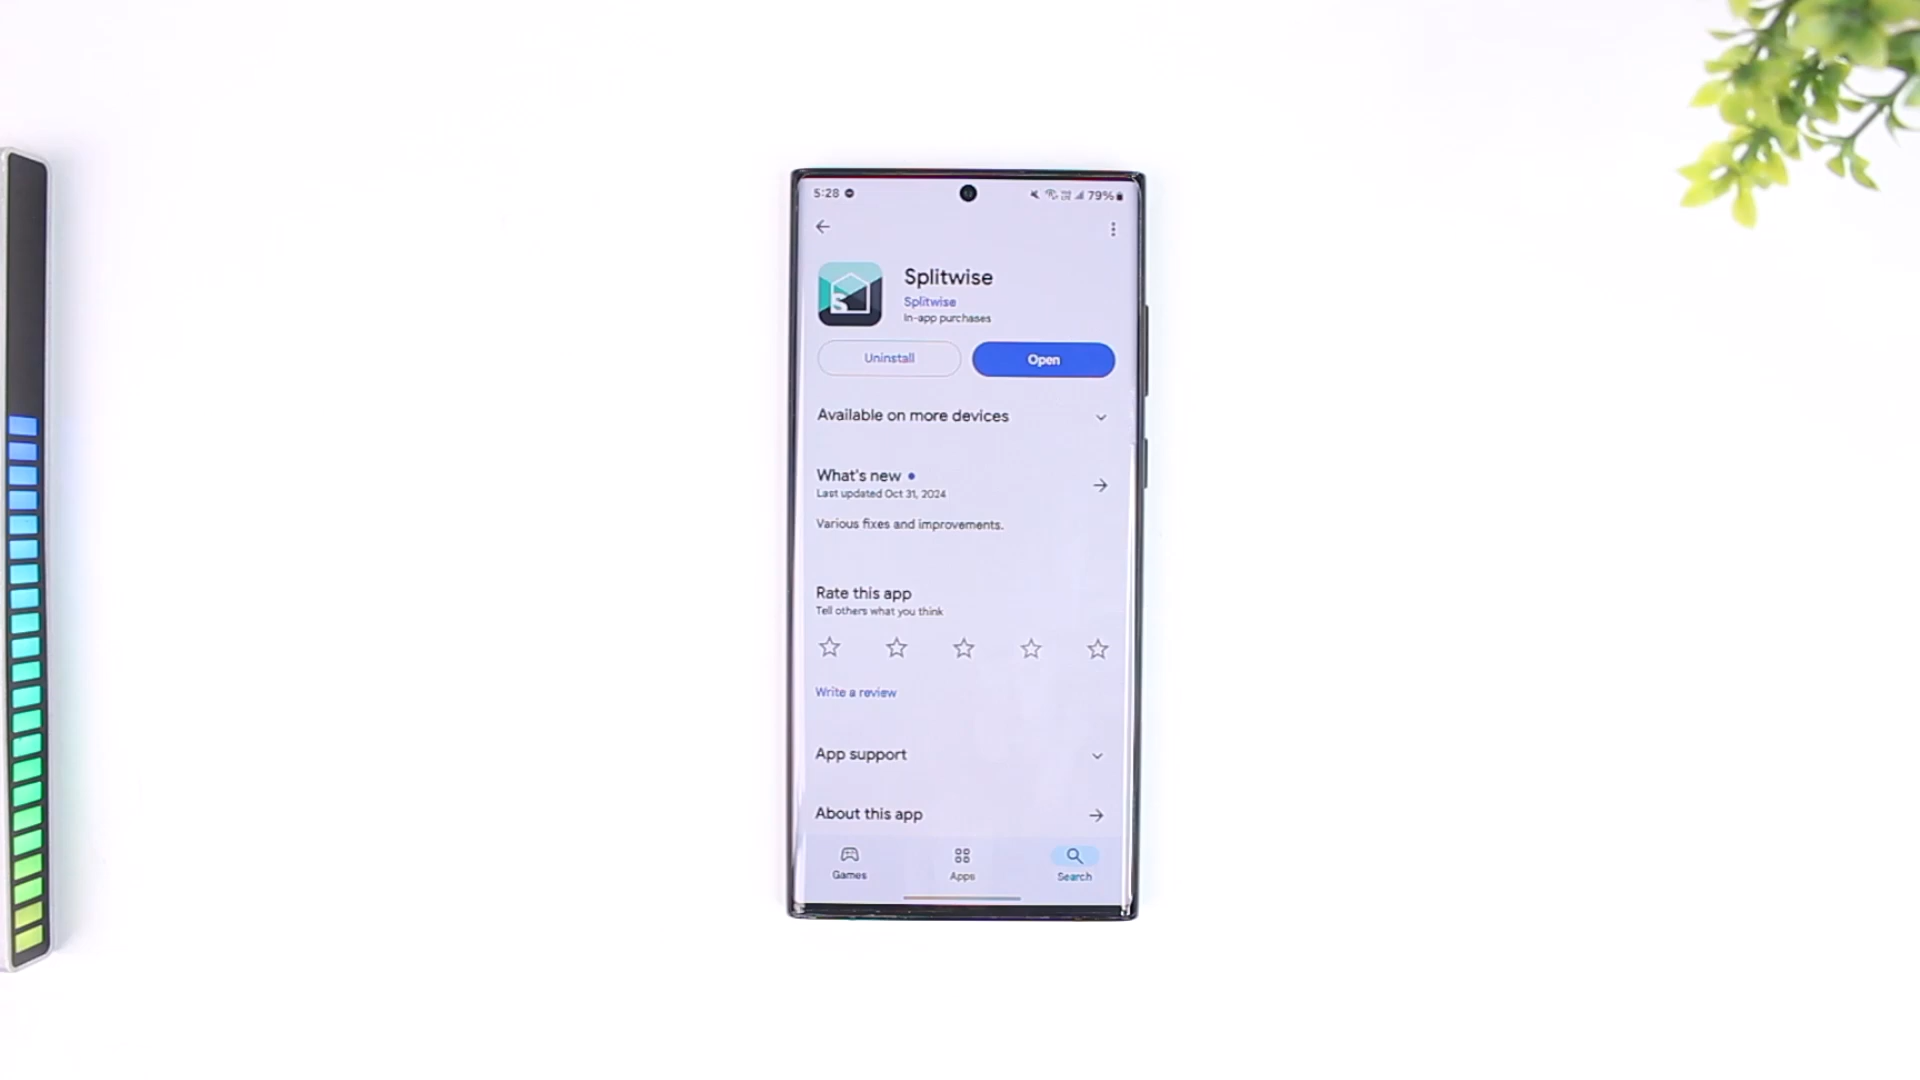 5:28
79%
Splitwise
Splitwise
In-app purchases
Uninstall
Open
Available on more devices
What's new
Last updated Oct 31, 2024
Various fixes and improvements.
Rate this app
Tell others what you think
Write a review
App support
About this app
Games
Apps
Search